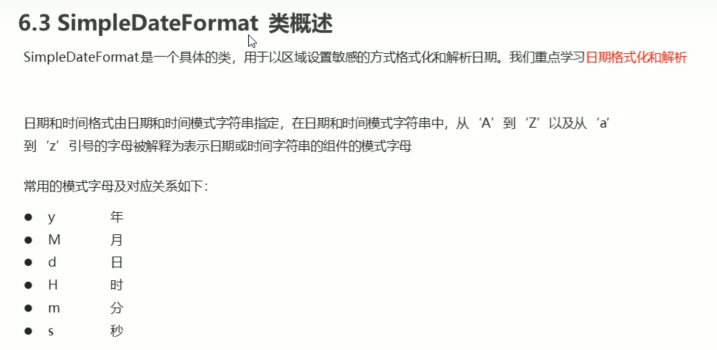 6.3 SimpleDateFormat 类概述
SimpleDateFormat是一个具体的类，用于以区域设置敏感的方式格式化和解析日期。我们重点学习日期格式化和解析
日期和时间格式由日期和时间模式字符串指定，在日期和时间模式字符串中，从‘A’到‘Z’以及从‘a’
到‘z’引号的字母被解释为表示日期或时间字符串的组件的模式字母
常用的模式字母及对应关系如下：
● y 年
● M 月
● d 日
● H 时
● m 分
● s 秒